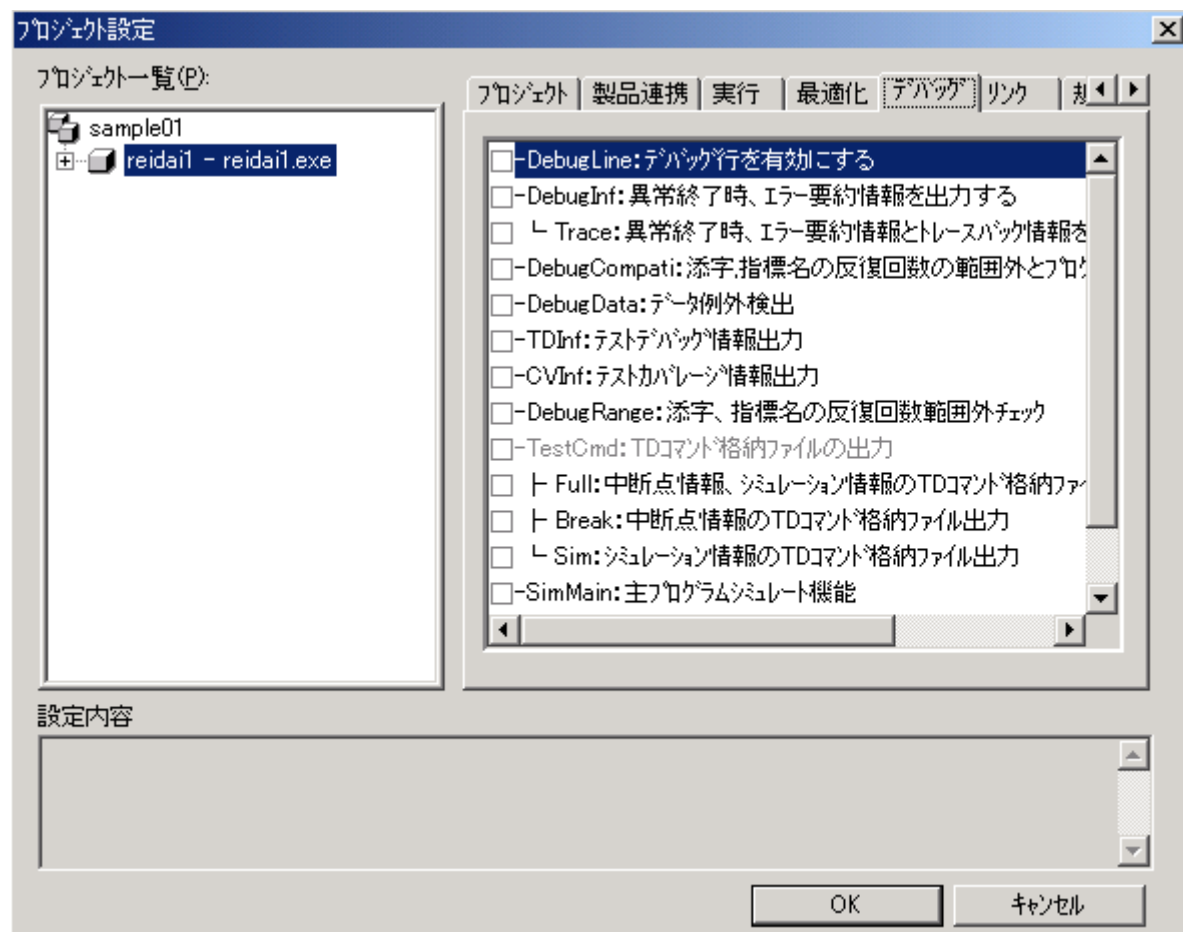 プロジェクト設定
プロジェクト一覧(P):
sample01
reidai1 - reidai1.exe
プロジェクト 製品連携 実行 最適化 デバッグ リンク 規
-DebugLine:デバッグ行を有効にする
-DebugInf:異常終了時、エラー要約情報を出力する
└ Trace:異常終了時、エラー要約情報とトレースバック情報を
-DebugCompati:添字,指標名の反復回数の範囲外とプログ
-DebugData:データ例外検出
-TDInf:テストデバッグ情報出力
-CVInf:テストカバレージ情報出力
-DebugRange:添字、指標名の反復回数範囲外チェック
-TestCmd:TDコマンド格納ファイルの出力
├ Full:中断点情報、シミュレーション情報のTDコマンド格納ファイ
├ Break:中断点情報のTDコマンド格納ファイル出力
└ Sim:シミュレーション情報のTDコマンド格納ファイル出力
-SimMain:主プログラムシミュレート機能
設定内容
OK キャンセル